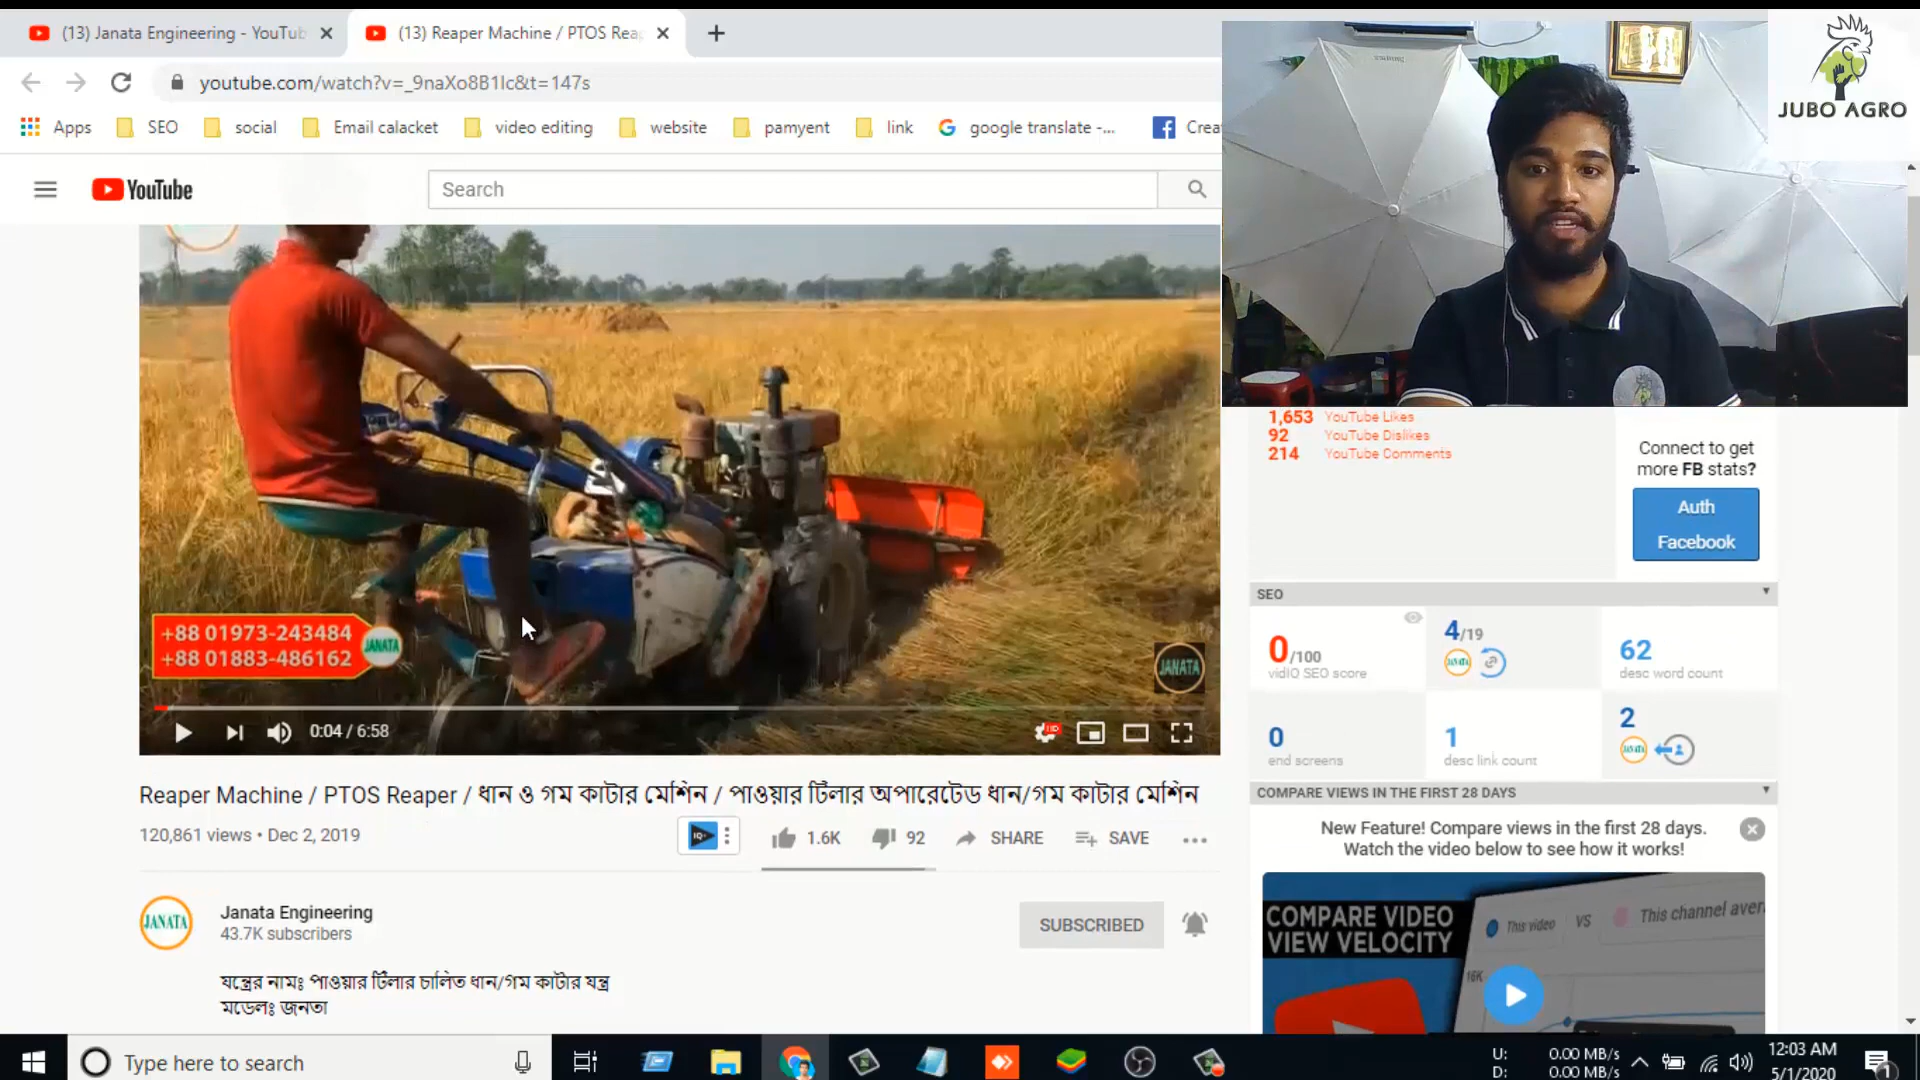 (13) Janata Engineering - YouTub
(13) Reaper Machine / PTOS Rea
youtube.com/watch?v=_9naXo8B1Ic&t=147s
Apps
SEO
social
Email calacket
video editing
website
pamyent
link
google translate -...
Crea
JUBO AGRO
YouTube
Search
+88 01973-243484
+88 01883-486162
JANATA
JANATA
0:04 / 6:58
HD
1,653 YouTube Likes
92 YouTube Dislikes
214 YouTube Comments
Connect to get
more FB stats?
Auth
Facebook
SEO
0/100
vidIQ SEO score
4/19
62
desc word count
0
end screens
1
desc link count
2
COMPARE VIEWS IN THE FIRST 28 DAYS
New Feature! Compare views in the first 28 days.
Watch the video below to see how it works!
COMPARE VIDEO
VIEW VELOCITY
This video
VS
This channel aver
16K
Reaper Machine / PTOS Reaper / ধান ও গম কাটার মেশিন / পাওয়ার টিলার অপারেটেড ধান/গম কাটার মেশিন
120,861 views • Dec 2, 2019
IQ
1.6K
92
SHARE
SAVE
JANATA
Janata Engineering
43.7K subscribers
SUBSCRIBED
যন্ত্রের নামঃ পাওয়ার টিলার চালিত ধান/গম কাটার যন্ত্র
মডেলঃ জনতা
Type here to search
U: 0.00 MB/s
D: 0.00 MB/s
12:03 AM
5/1/2020
1